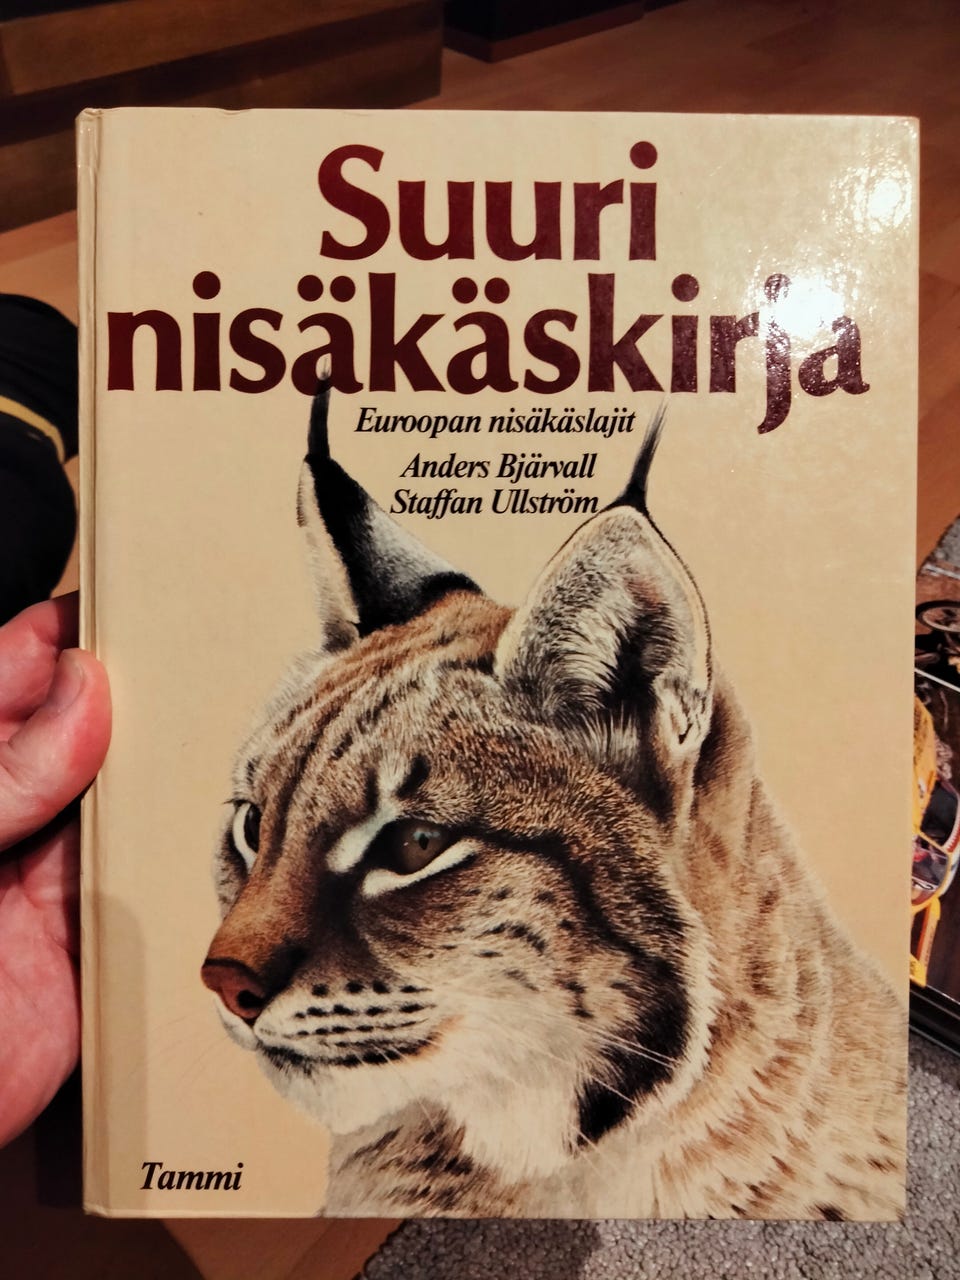 Suuri
nisäkäskirja
Euroopan nisäkäslajit
Anders Bjärvall
Staffan Ullström
Tammi